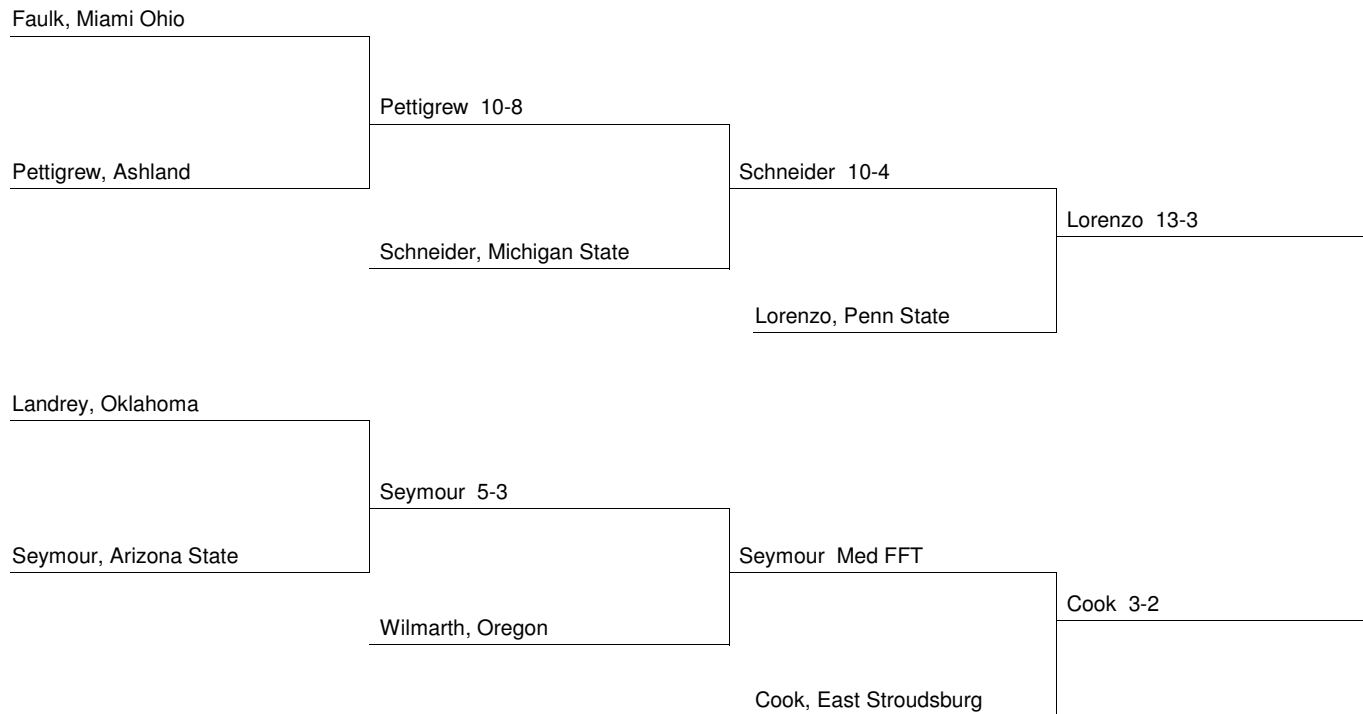 Faulk, Miami Ohio
Pettigrew 10-8
Pettigrew, Ashland
Schneider 10-4
Lorenzo 13-3
Schneider, Michigan State
Lorenzo, Penn State
Landrey, Oklahoma
Seymour 5-3
Seymour, Arizona State
Seymour Med FFT
Cook 3-2
Wilmarth, Oregon
Cook, East Stroudsburg